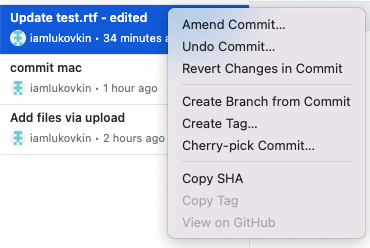 Update test.rtf - edited
iamlukovkin • 34 minutes a
commit mac
iamlukovkin • 1 hour ago
Add files via upload
iamlukovkin • 2 hours ago
Amend Commit...
Undo Commit...
Revert Changes in Commit
Create Branch from Commit
Create Tag...
Cherry-pick Commit...
Copy SHA
Copy Tag
View on GitHub